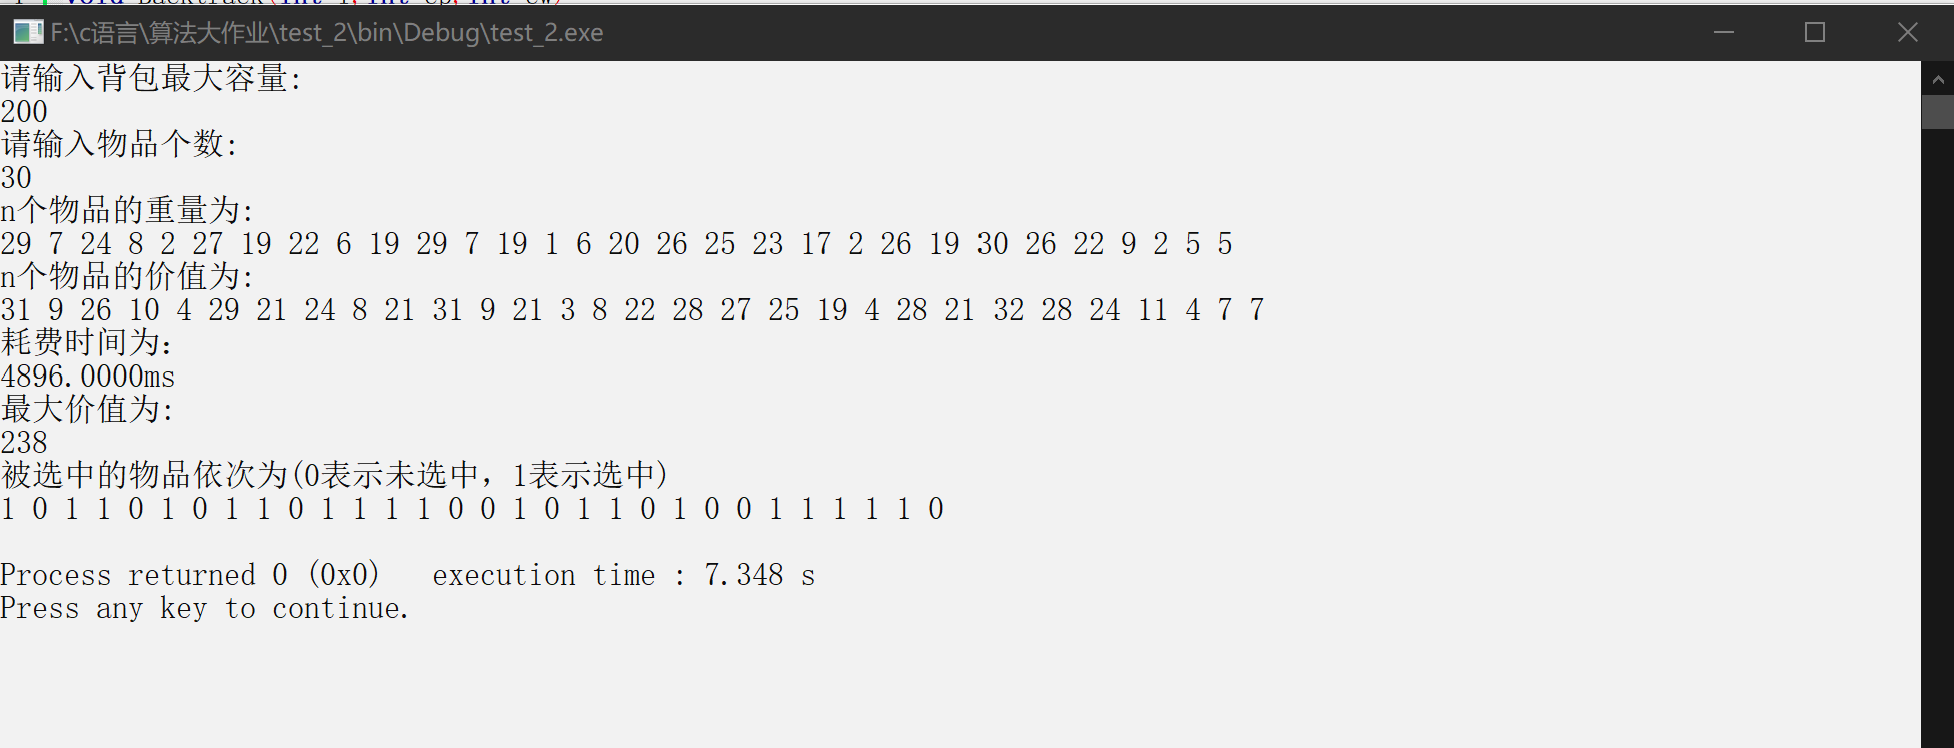 void Backtrack(int i,int cp,int cw)
F:\c语言\算法大作业\test_2\bin\Debug\test_2.exe
请输入背包最大容量:
200
请输入物品个数:
30
n个物品的重量为:
29 7 24 8 2 27 19 22 6 19 29 7 19 1 6 20 26 25 23 17 2 26 19 30 26 22 9 2 5 5
n个物品的价值为:
31 9 26 10 4 29 21 24 8 21 31 9 21 3 8 22 28 27 25 19 4 28 21 32 28 24 11 4 7 7
耗费时间为：
4896.0000ms
最大价值为:
238
被选中的物品依次为(0表示未选中，1表示选中)
1 0 1 1 0 1 0 1 1 0 1 1 1 1 0 0 1 0 1 1 0 1 0 0 1 1 1 1 1 0
Process returned 0 (0x0)   execution time : 7.348 s
Press any key to continue.